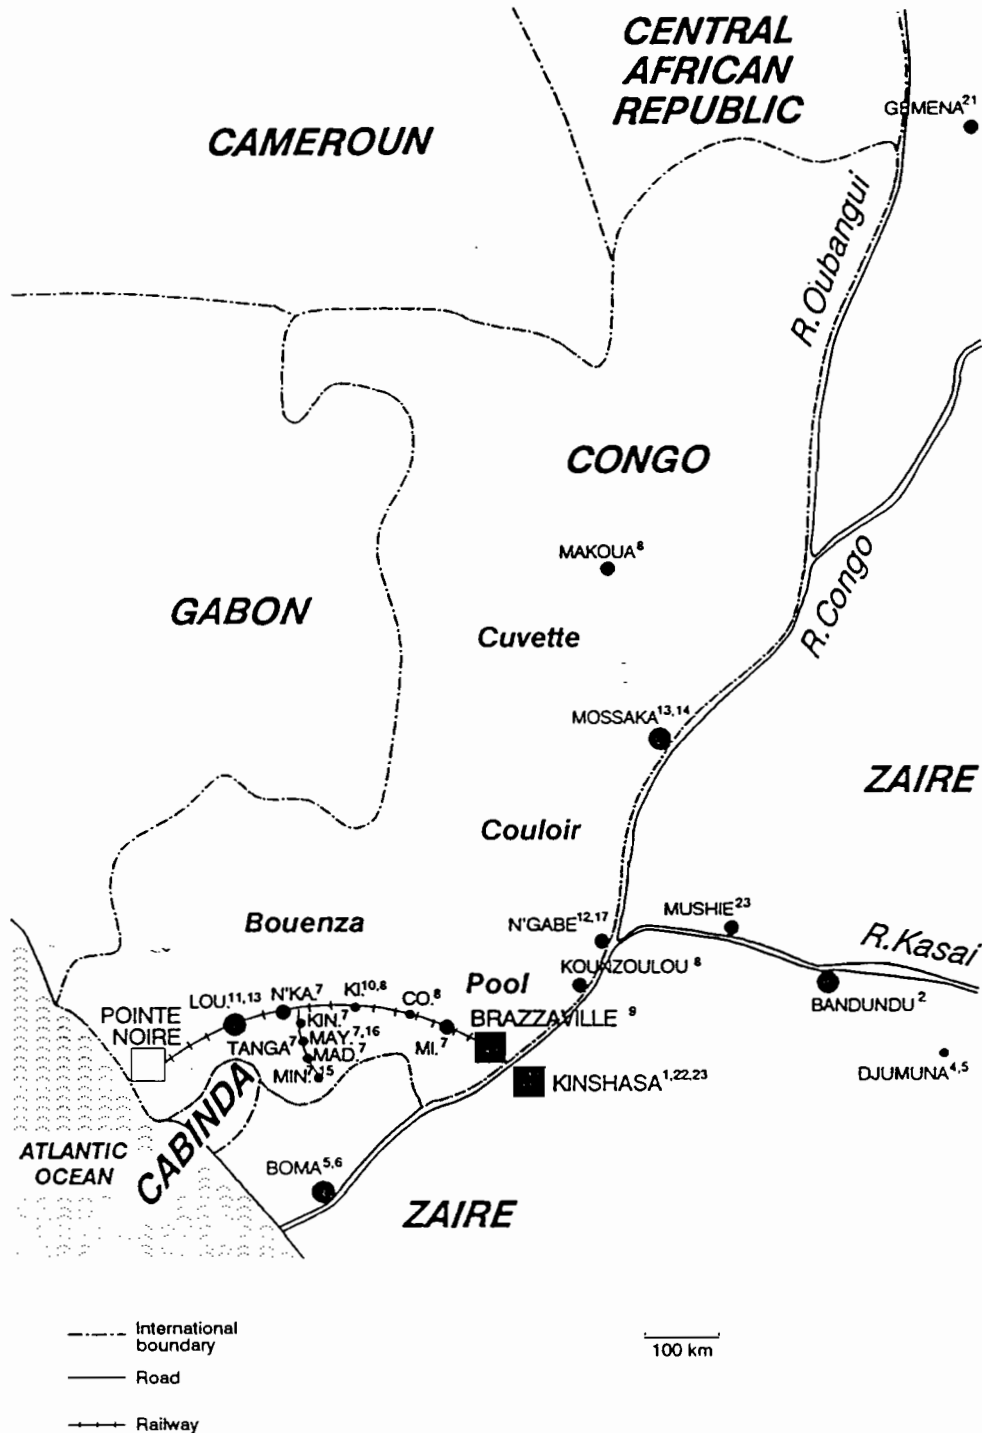 CENTRAL
AFRICAN
REPUBLIC
GEMENA²¹
CAMEROUN
R.Oubangui
CONGO
MAKOUA⁸
R.Congo
GABON
Cuvette
MOSSAKA¹³,¹⁴
ZAIRE
Couloir
Bouenza
N'GABE¹²,¹⁷
MUSHIE²³
R.Kasai
KOUNZOULOU⁸
Pool
BANDUNDU²
POINTE
NOIRE
LOU.¹¹,¹³
N'KA.⁷
KI.¹⁰,⁸
CO.⁸
BRAZZAVILLE⁹
KIN.⁷
MAY.⁷,¹⁶
TANGA⁷
MAD.⁷
MI.⁷
MIN.⁷,¹⁵
KINSHASA¹,²²,²³
DJUMUNA⁴,⁵
CABINDA
ATLANTIC
OCEAN
BOMA⁵,⁶
ZAIRE
International
boundary
Road
Railway
100 km